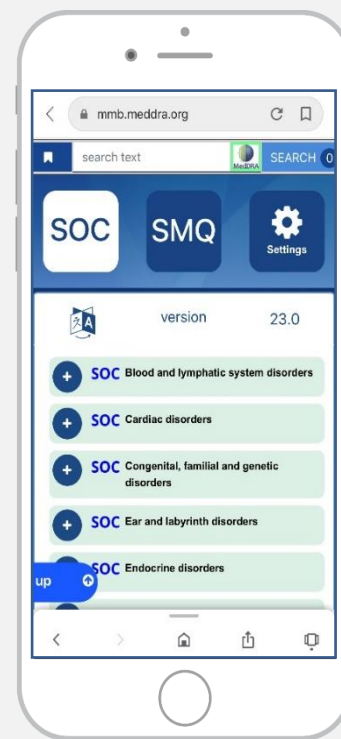 mmb.meddra.org
search text MedDRA SEARCH 0
SOC SMQ Settings
文A version 23.0
+ SOC Blood and lymphatic system disorders
+ SOC Cardiac disorders
+ SOC Congenital, familial and genetic
disorders
+ SOC Ear and labyrinth disorders
SOC Endocrine disorders
up